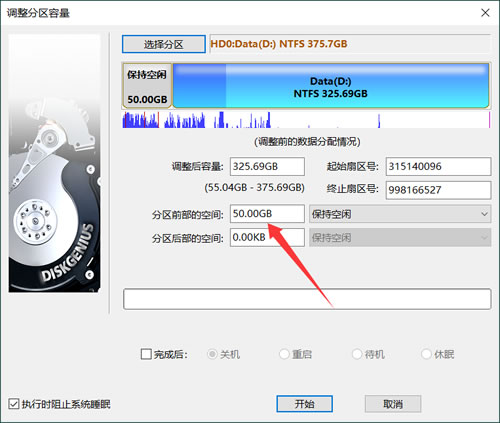 调整分区容量
选择分区 HD0:Data(D:) NTFS 375.7GB
保持空闲
50.00GB
Data(D:)
NTFS 325.69GB
(调整前的数据分配情况)
调整后容量: 325.69GB 起始扇区号: 315140096
(55.04GB - 375.69GB) 终止扇区号: 998166527
分区前部的空间: 50.00GB 保持空闲
分区后部的空间: 0.00KB 保持空闲
DISKGENIUS
完成后: 关机 重启 待机 休眠
执行时阻止系统睡眠 开始 取消